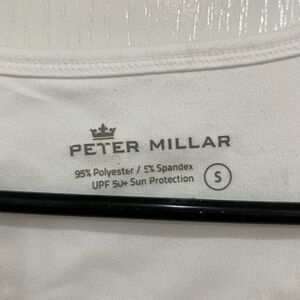 PETER MILLAR
95% Polyester / 5% Spandex
UPF 50+ Sun Protection
S